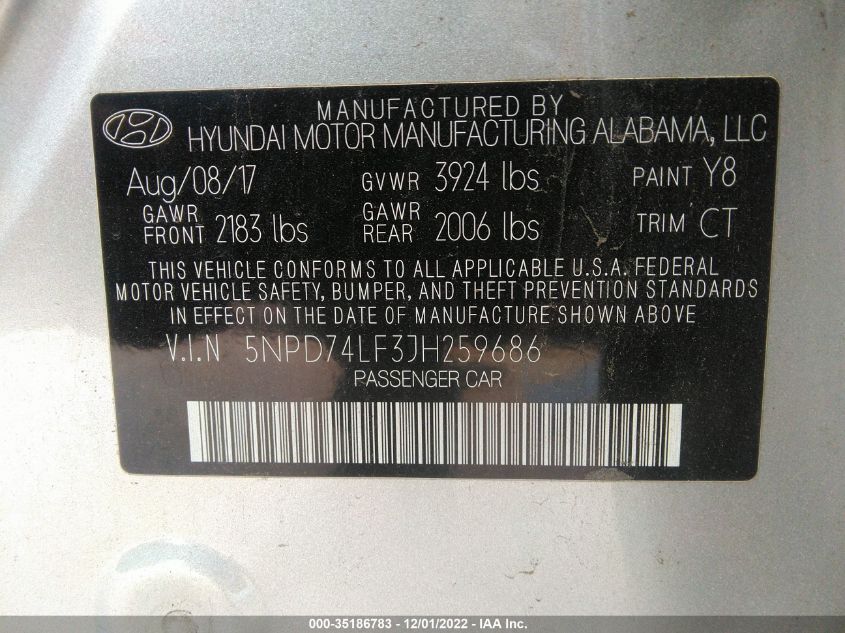 MANUFACTURED BY
HYUNDAI MOTOR MANUFACTURING ALABAMA, LLC
Aug/08/17 GVWR 3924 lbs PAINT Y8
GAWR FRONT 2183 lbs GAWR REAR 2006 lbs TRIM CT
THIS VEHICLE CONFORMS TO ALL APPLICABLE U.S.A. FEDERAL
MOTOR VEHICLE SAFETY, BUMPER, AND THEFT PREVENTION STANDARDS
IN EFFECT ON THE DATE OF MANUFACTURE SHOWN ABOVE
V.I.N 5NPD74LF3JH259686
PASSENGER CAR
000-35186783 - 12/01/2022 - IAA Inc.